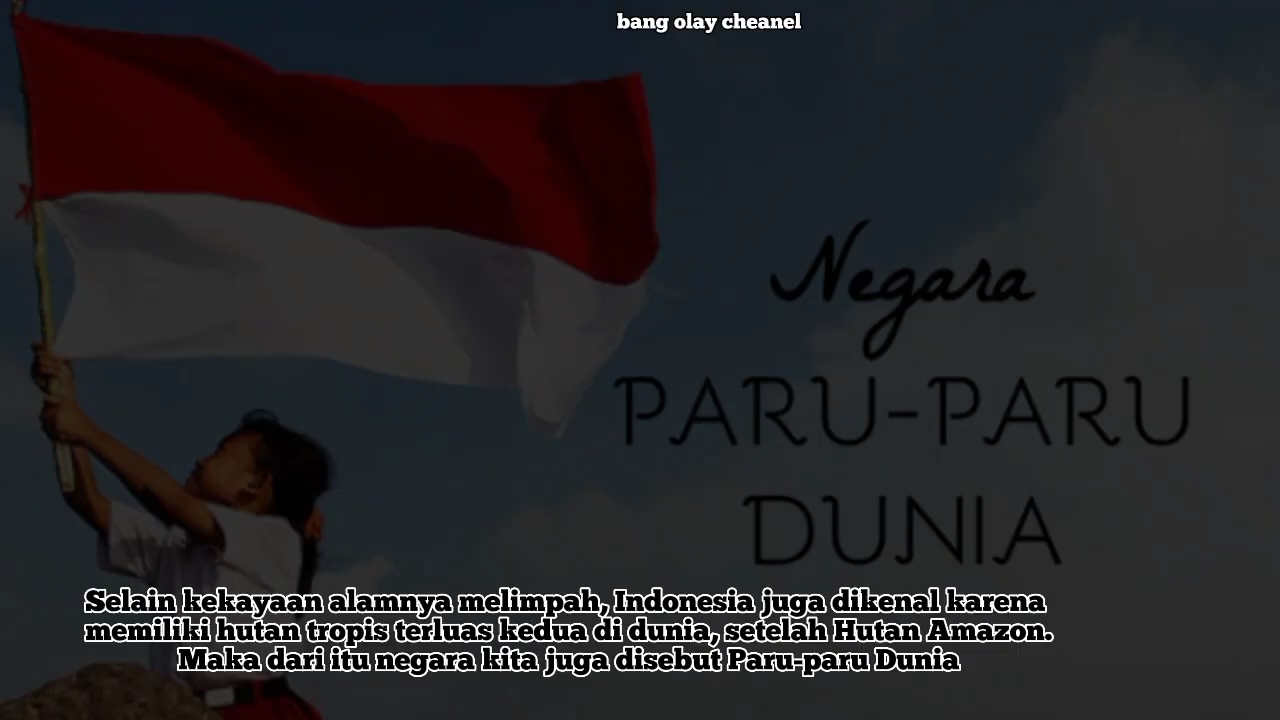 bang olay cheanel
Negara
PARU-PARU
DUNIA
Selain kekayaan alamnya melimpah, Indonesia juga dikenal karena
memiliki hutan tropis terluas kedua di dunia, setelah Hutan Amazon.
Maka dari itu negara kita juga disebut Paru-paru Dunia